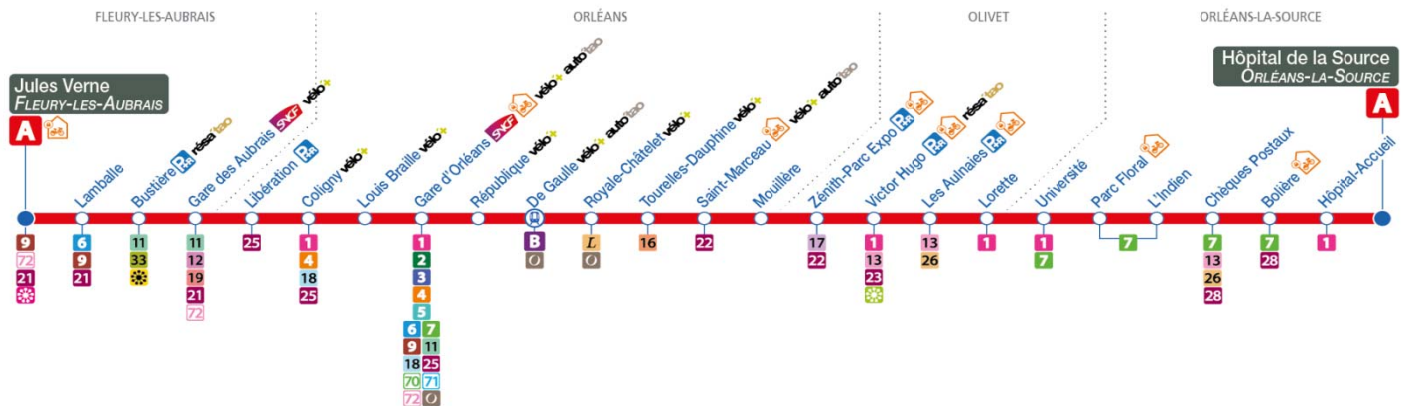 FLEURY-LES-AUBRAIS
ORLÉANS
OLIVET
ORLÉANS-LA-SOURCE
Jules Verne
FLEURY-LES-AUBRAIS
A
Lamballe
Bustière P+R résa'tao
Gare des Aubrais SNCF vélo+
Libération P+R
Coligny vélo+
Louis Braille vélo+
Gare d'Orléans SNCF vélo+ auto'tao
République vélo+
De Gaulle vélo+ auto'tao
Royale-Châtelet vélo+
Tourelles-Dauphine vélo+
Saint-Marceau vélo+ auto'tao
Mouillère
Zénith-Parc Expo P+R
Victor Hugo P+R résa'tao
Les Aulnaies P+R
Lorette
Université
Parc Floral
L'Indien
Chèques Postaux
Bolière
Hôpital-Accueil
Hôpital de la Source
ORLÉANS-LA-SOURCE
A
9
72
21
6
9
21
11
33
11
12
19
21
72
25
1
4
18
25
1
2
3
4
5
6 7
9 11
18 25
70 71
72 O
B
O
L
O
16
22
17
22
1
13
23
13
26
1
1
7
7
7
13
26
28
7
28
1